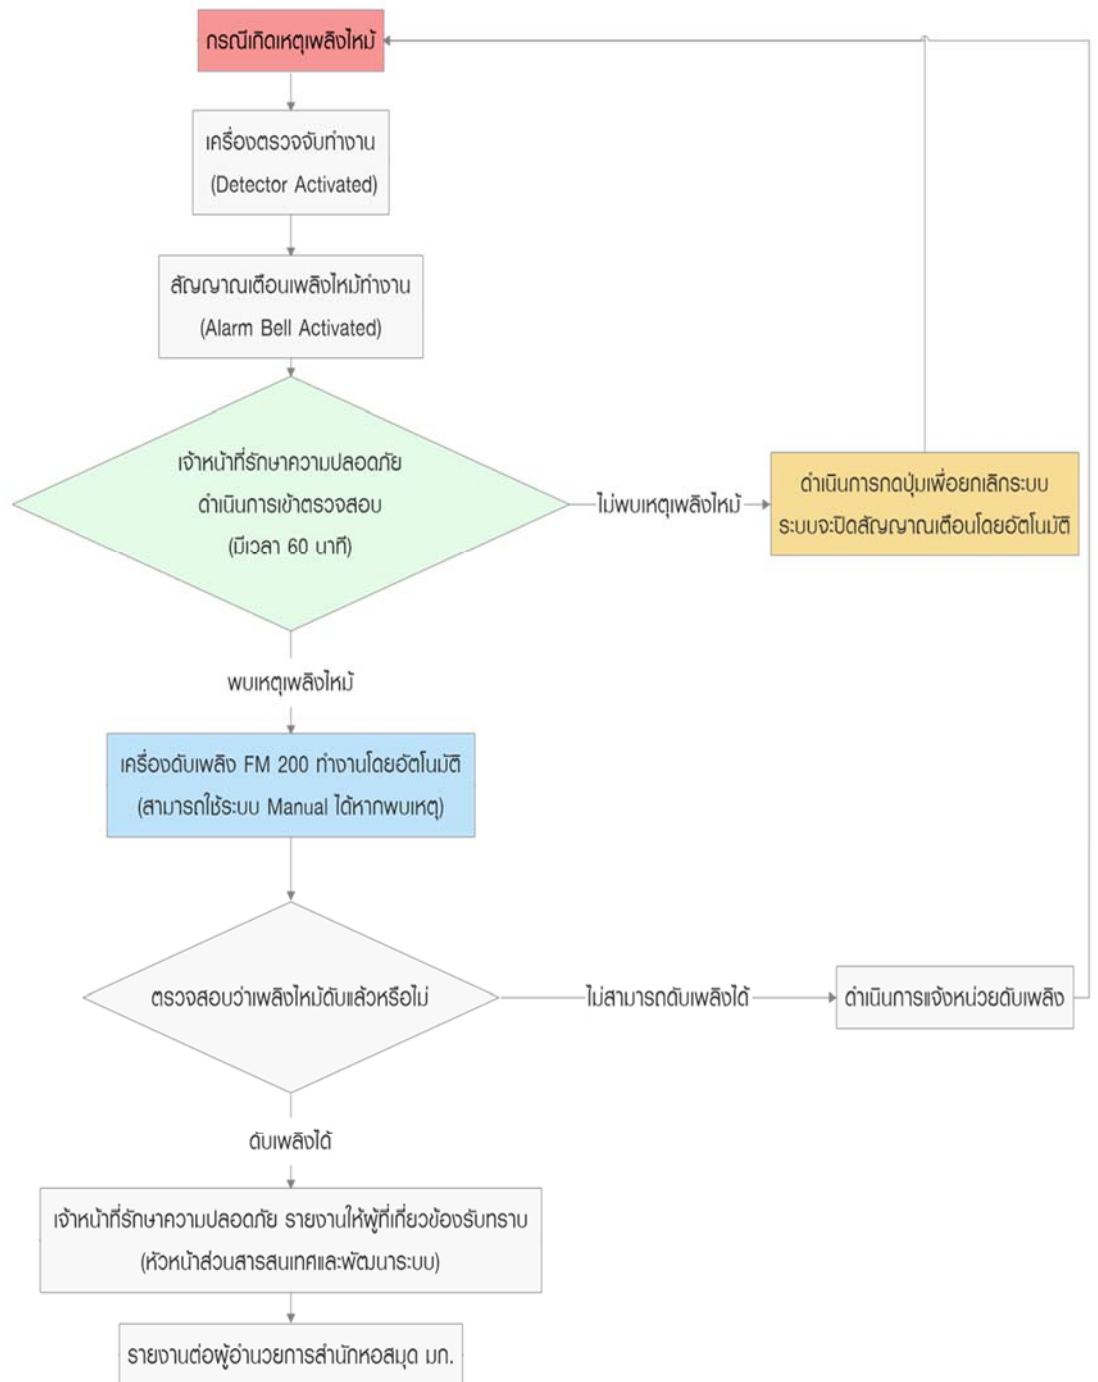 กรณีเกิดเหตุเพลิงไหม้
เครื่องตรวจจับทำงาน
(Detector Activated)
สัญญาณเตือนเพลิงไหม้ทำงาน
(Alarm Bell Activated)
เจ้าหน้าที่รักษาความปลอดภัย
ดำเนินการเข้าตรวจสอบ
(มีเวลา 60 นาที)
ไม่พบเหตุเพลิงไหม้
ดำเนินการกดปุ่มเพื่อยกเลิกระบบ
ระบบจะปิดสัญญาณเตือนโดยอัตโนมัติ
พบเหตุเพลิงไหม้
เครื่องดับเพลิง FM 200 ทำงานโดยอัตโนมัติ
(สามารถใช้ระบบ Manual ได้หากพบเหตุ)
ตรวจสอบว่าเพลิงไหม้ดับแล้วหรือไม่
ไม่สามารถดับเพลิงได้
ดำเนินการแจ้งหน่วยดับเพลิง
ดับเพลิงได้
เจ้าหน้าที่รักษาความปลอดภัย รายงานให้ผู้ที่เกี่ยวข้องรับทราบ
(หัวหน้าส่วนสารสนเทศและพัฒนาระบบ)
รายงานต่อผู้อำนวยการสำนักหอสมุด มก.